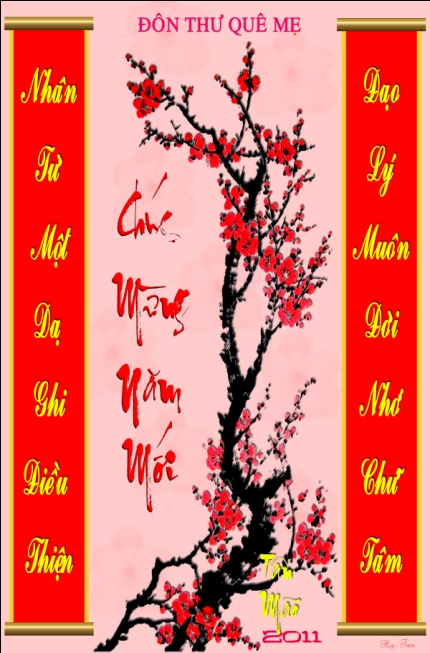 ĐÔN THƯ QUÊ MẸ
Nhân
Từ
Một
Dạ
Ghi
Điều
Thiện
Chúc
Mừng
Năm
Mới
Đạo
Lý
Muôn
Đời
Nhớ
Chữ
Tâm
Tân
Mão
2011